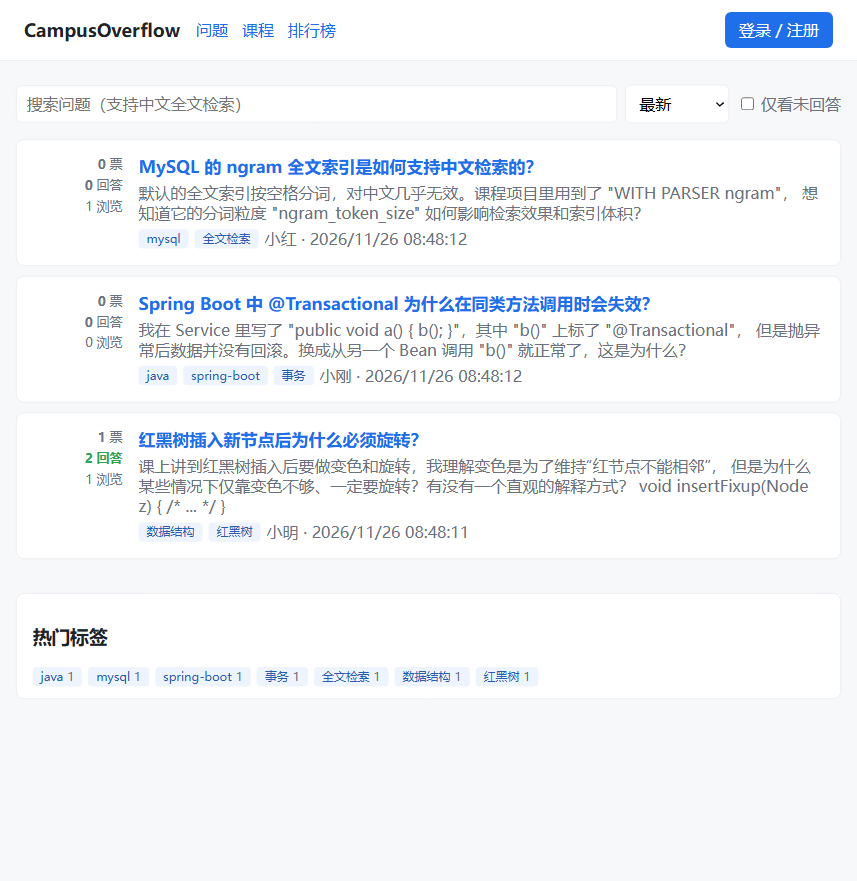 CampusOverflow 问题 课程 排行榜 登录 / 注册
搜索问题（支持中文全文检索） 最新 仅看未回答
0 票
0 回答
1 浏览
MySQL 的 ngram 全文索引是如何支持中文检索的？
默认的全文索引按空格分词，对中文几乎无效。课程项目里用到了 "WITH PARSER ngram"， 想
知道它的分词粒度 "ngram_token_size" 如何影响检索效果和索引体积？
mysql 全文检索 小红 · 2026/11/26 08:48:12
0 票
0 回答
0 浏览
Spring Boot 中 @Transactional 为什么在同类方法调用时会失效？
我在 Service 里写了 "public void a() { b(); }"，其中 "b()" 上标了 "@Transactional"， 但是抛异
常后数据并没有回滚。换成从另一个 Bean 调用 "b()" 就正常了，这是为什么？
java spring-boot 事务 小刚 · 2026/11/26 08:48:12
1 票
2 回答
1 浏览
红黑树插入新节点后为什么必须旋转？
课上讲到红黑树插入后要做变色和旋转，我理解变色是为了维持“红节点不能相邻”， 但是为什么
某些情况下仅靠变色不够、一定要旋转？有没有一个直观的解释方式？ void insertFixup(Node
z) { /* ... */ }
数据结构 红黑树 小明 · 2026/11/26 08:48:11
热门标签
java 1 mysql 1 spring-boot 1 事务 1 全文检索 1 数据结构 1 红黑树 1